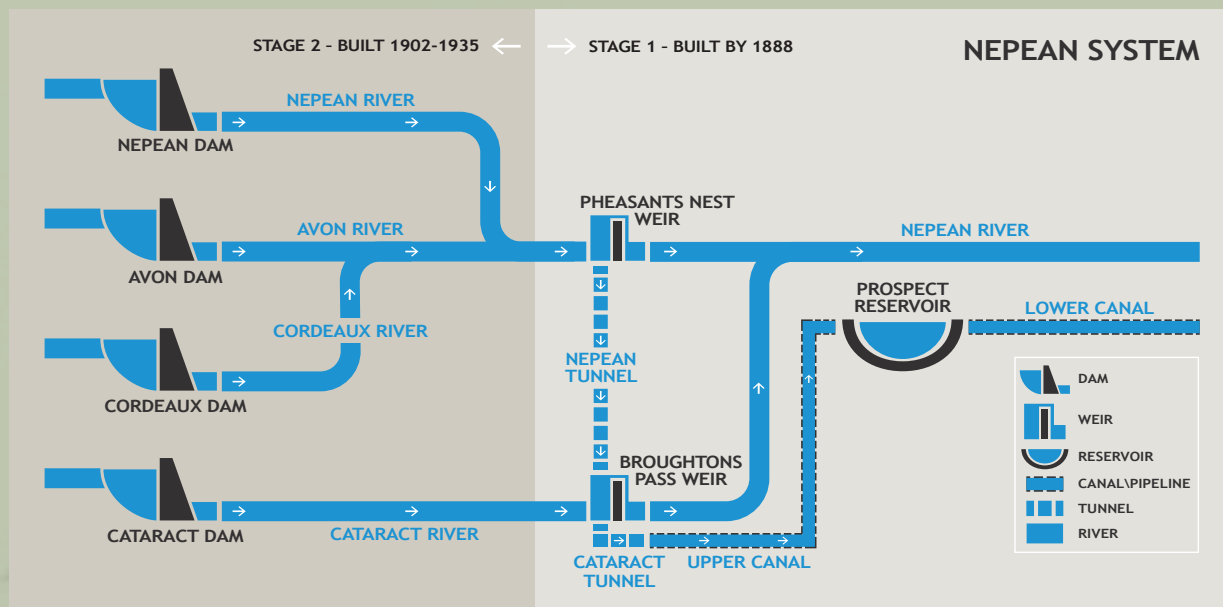 STAGE 2 - BUILT 1902-1935
STAGE 1 - BUILT BY 1888
NEPEAN SYSTEM
NEPEAN RIVER
NEPEAN DAM
PHEASANTS NEST
WEIR
AVON RIVER
NEPEAN RIVER
AVON DAM
PROSPECT
RESERVOIR
LOWER CANAL
CORDEAUX RIVER
NEPEAN
TUNNEL
CORDEAUX DAM
DAM
WEIR
RESERVOIR
CANAL\PIPELINE
TUNNEL
RIVER
BROUGHTONS
PASS WEIR
CATARACT DAM
CATARACT RIVER
CATARACT
TUNNEL
UPPER CANAL